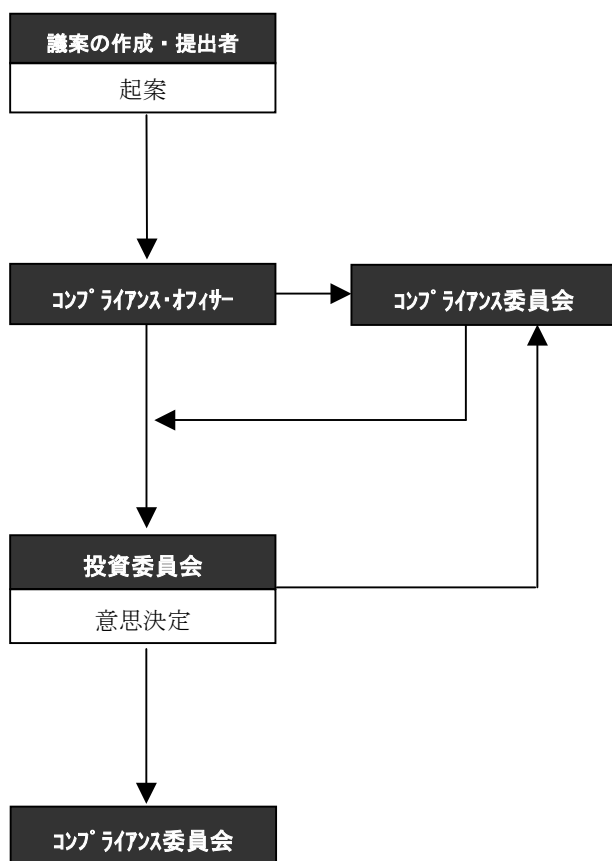 議案の作成・提出者
起案
コンプライアンス・オフィサー
コンプライアンス委員会
投資委員会
意思決定
コンプライアンス委員会